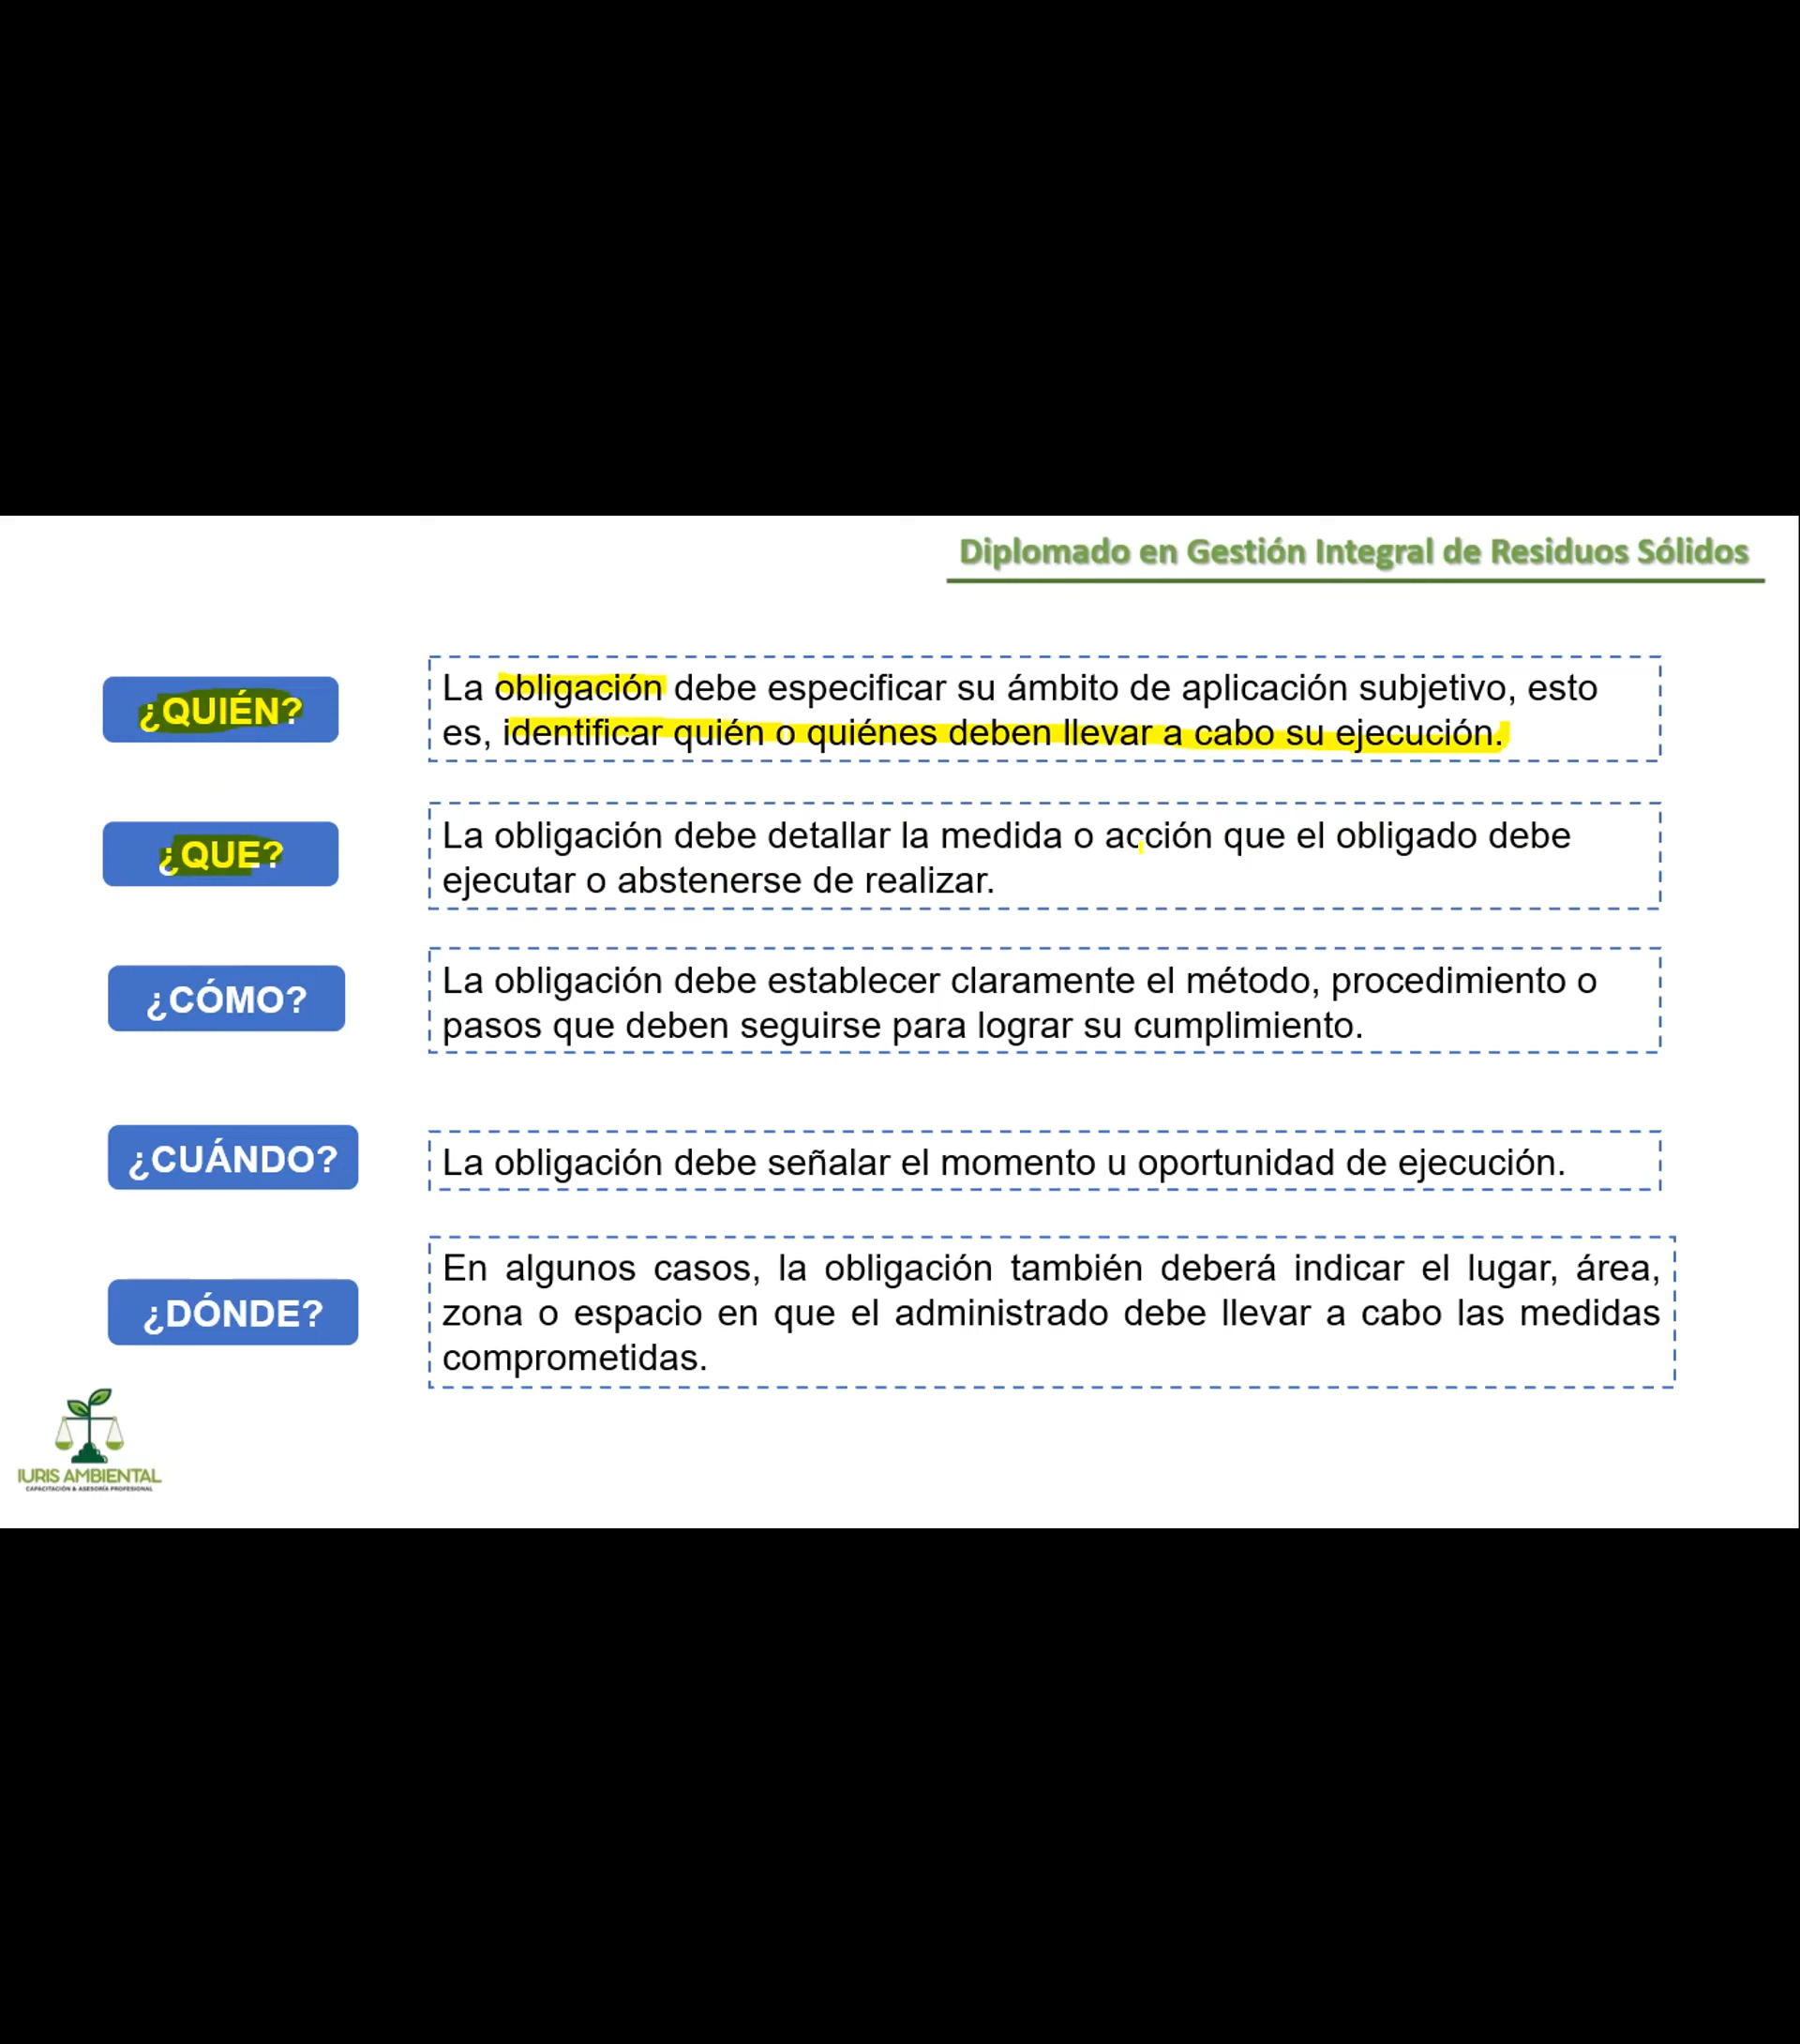 Diplomado en Gestión Integral de Residuos Sólidos
¿QUIÉN?
La obligación debe especificar su ámbito de aplicación subjetivo, esto
es, identificar quién o quiénes deben llevar a cabo su ejecución.
¿QUE?
La obligación debe detallar la medida o acción que el obligado debe
ejecutar o abstenerse de realizar.
¿CÓMO?
La obligación debe establecer claramente el método, procedimiento o
pasos que deben seguirse para lograr su cumplimiento.
¿CUÁNDO?
La obligación debe señalar el momento u oportunidad de ejecución.
¿DÓNDE?
En algunos casos, la obligación también deberá indicar el lugar, área,
zona o espacio en que el administrado debe llevar a cabo las medidas
comprometidas.
IURIS AMBIENTAL
CAPACITACIÓN & ASESORÍA PROFESIONAL